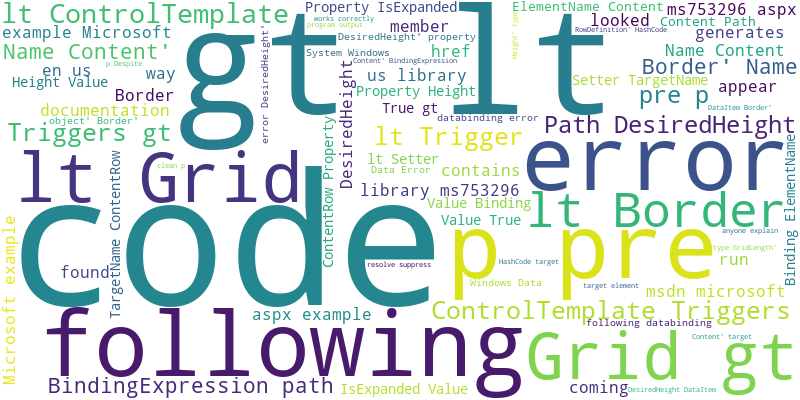 lt ControlTemplate
example Microsoft
Name Content'
en us
way
Height Value
Border
documentation
object' Border'
Triggers gt
p Despite
gt
lt
works correctly
program output
Property IsExpanded
member
DesiredHeight' property
System Windows
href
Content' BindingExpression
us library
Property Height
True gt
databinding error
error DesiredHeight'
ElementName Content
ms753296 aspx
looked
Content Path
generates
RowDefinition' HashCode
Name Content
Height' type
Border' Name
Setter TargetName
pre p
appear
DataItem Border'
DesiredHeight
lt Trigger
Path DesiredHeight
lt Grid
clean p
lt Setter
Data Error
contains
error
library ms753296
Value Binding
Value True
lt Border
Binding ElementName
TargetName ContentRow
ContentRow Property
code
p pre
anyone explain
type GridLength'
run
found
resolve suppress
HashCode target
target element
Windows Data
msdn microsoft
Microsoft example
aspx example
ControlTemplate Triggers
following databinding
following
Grid gt
Content' target
BindingExpression path
IsExpanded Value
coming
DesiredHeight DataItem